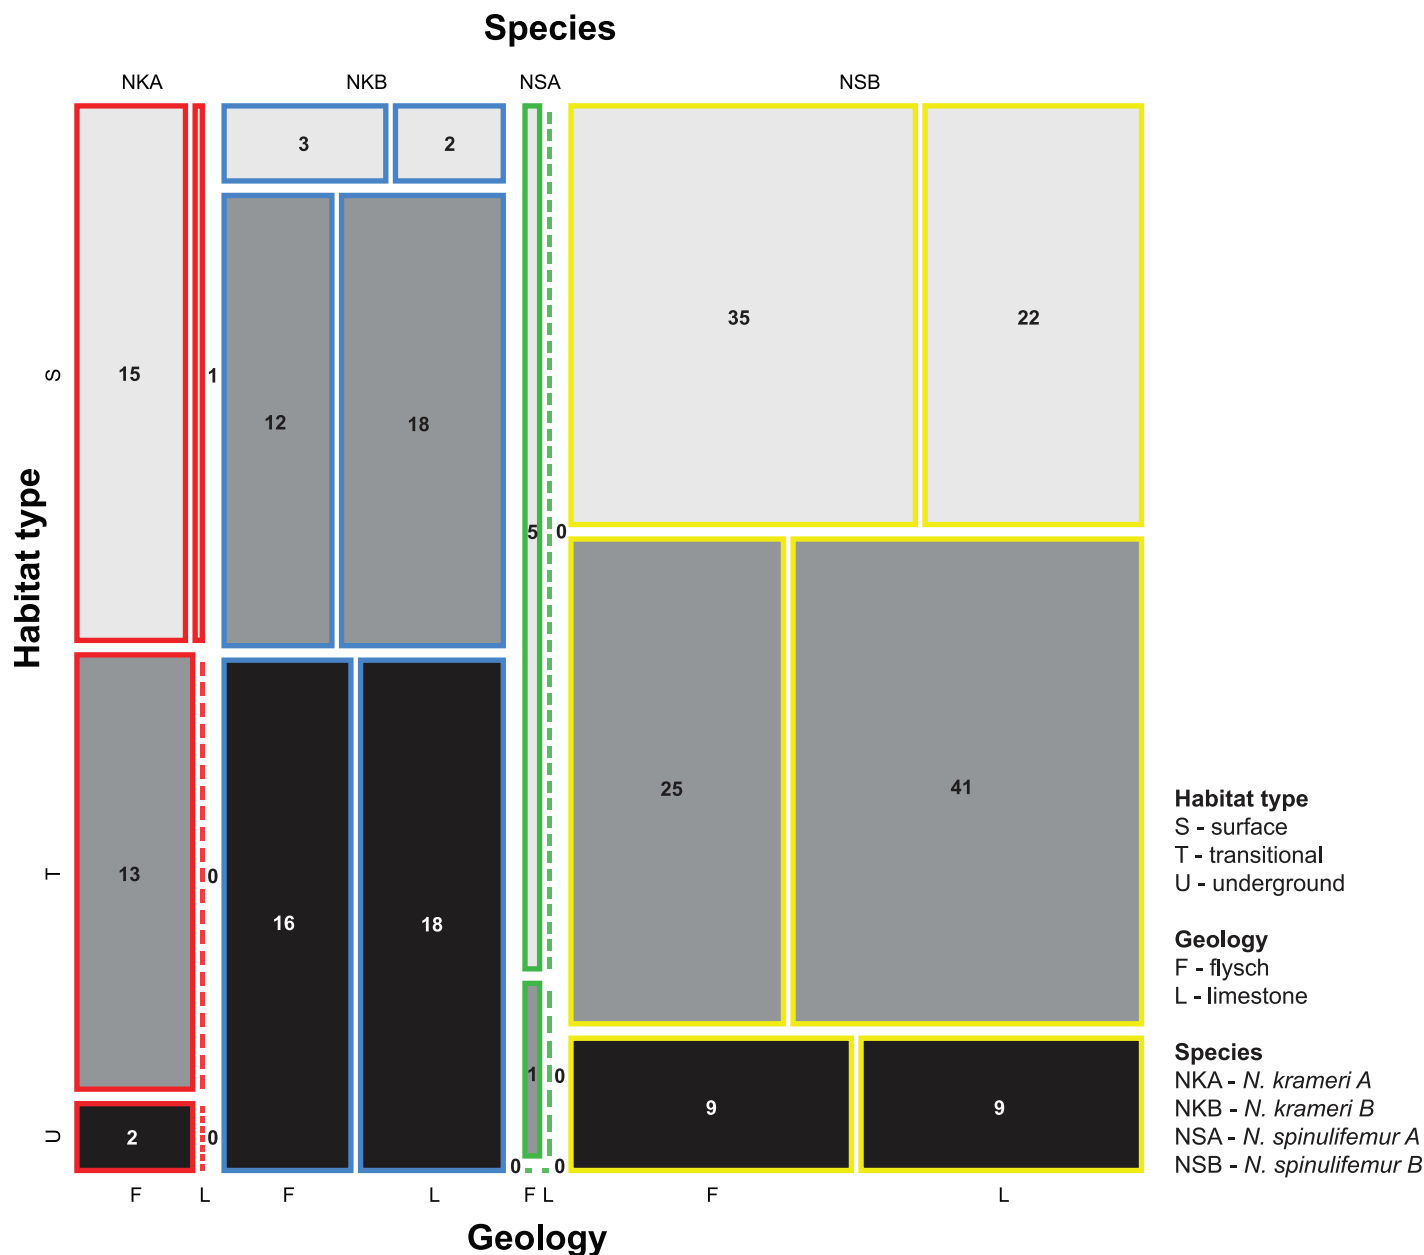 Species
NKA NKB NSA NSB
3 2
35 22
S 15 1
12 18
5 0
Habitat type
25 41
T 13 0
16 18
1 0
9 9
U 2 0
0 0
F L F L F L F L
Geology
Habitat type
S - surface
T - transitional
U - underground
Geology
F - flysch
L - limestone
Species
NKA - N. krameri A
NKB - N. krameri B
NSA - N. spinulifemur A
NSB - N. spinulifemur B